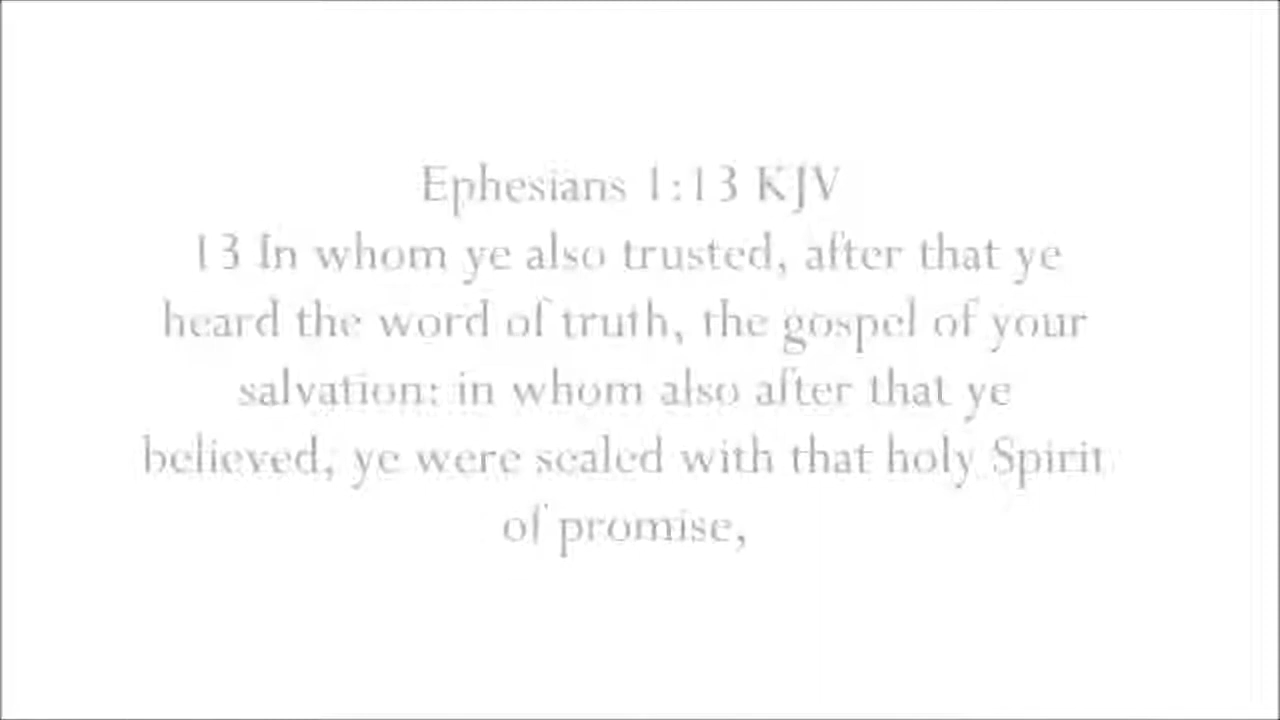 Ephesians 1:13 KJV
13 In whom ye also trusted, after that ye
heard the word of truth, the gospel of your
salvation: in whom also after that ye
believed, ye were sealed with that holy Spirit
of promise,